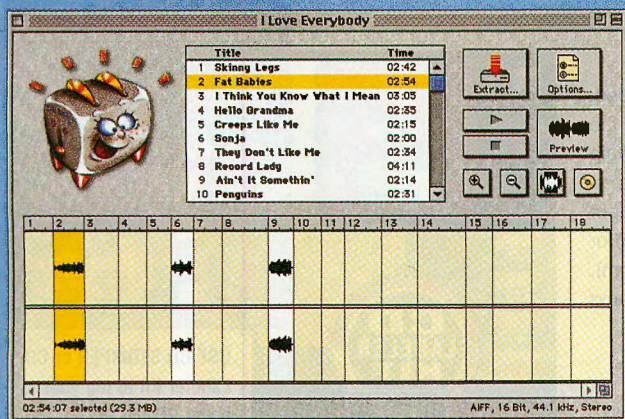 I Love Everybody
Title Time
1 Skinny Legs 02:42
2 Fat Babies 02:54
3 I Think You Know What I Mean 03:05
4 Hello Grandma 02:35
5 Creeps Like Me 02:15
6 Sonja 02:00
7 They Don't Like Me 02:34
8 Record Lady 04:11
9 Ain't It Somethin' 02:14
10 Penguins 02:31
Extract...
Options...
Preview
1 2 3 4 5 6 7 8 9 10 11 12 13 14 15 16 17 18
02:54:07 selected (29.3 MB)
AIFF, 16 Bit, 44.1 kHz, Stereo